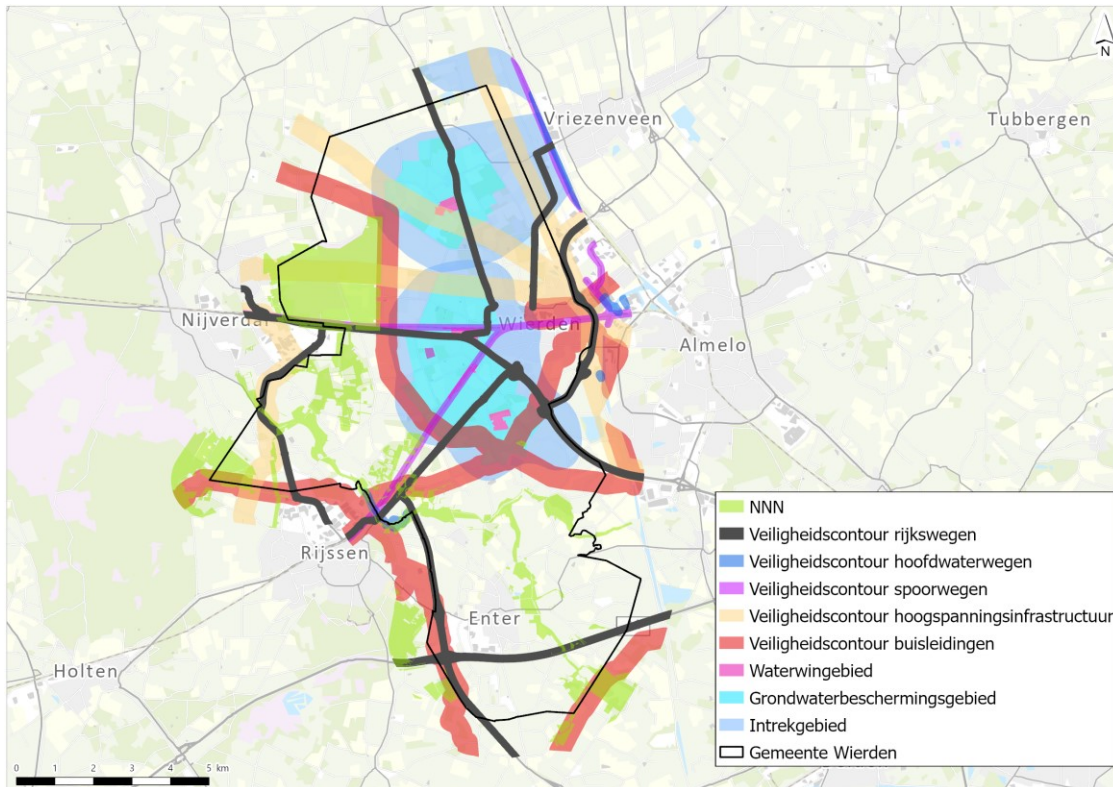 N
Vriezenveen
Tubbergen
Nijverdal
Wierden
Almelo
Rijssen
Enter
Holten
NNN
Veiligheidscontour rijkswegen
Veiligheidscontour hoofdwaterwegen
Veiligheidscontour spoorwegen
Veiligheidscontour hoogspanningsinfrastructuur
Veiligheidscontour buisleidingen
Waterwingebied
Grondwaterbeschermingsgebied
Intrekgebied
Gemeente Wierden
0 1 2 3 4 5 km